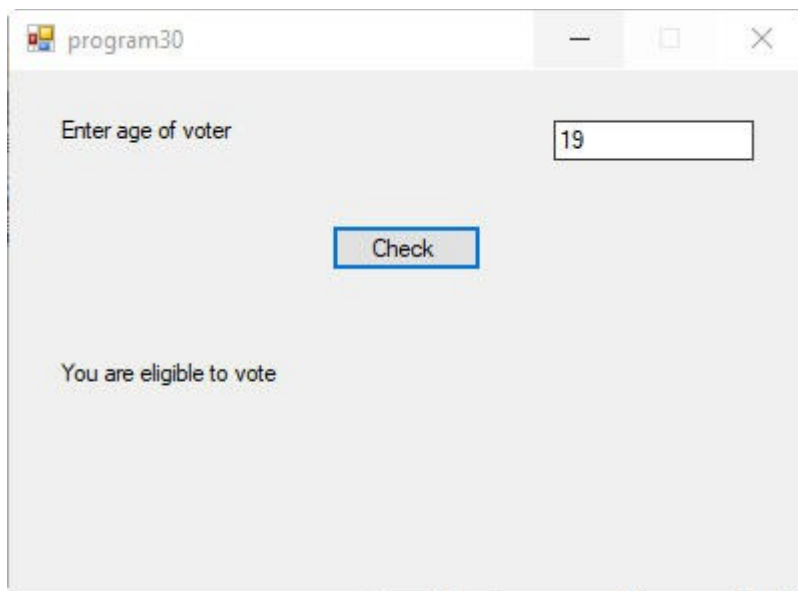 program30
Enter age of voter
19
Check
You are eligible to vote